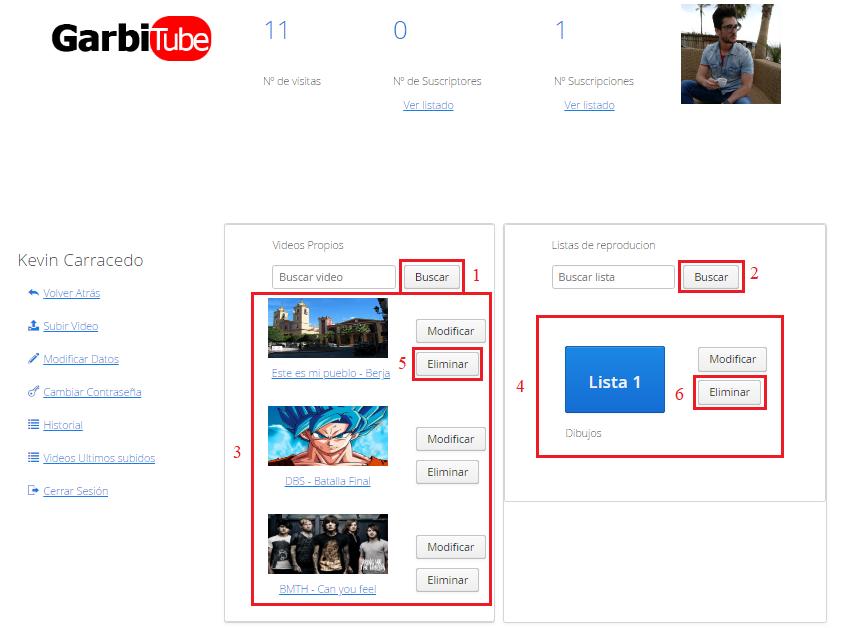 GarbiTube
11
0
1
Nº de visitas
Nº de Suscriptores
Nº Suscripciones
Ver listado
Ver listado
Kevin Carracedo
Volver Atrás
Subir Video
Modificar Datos
Cambiar Contraseña
Historial
Videos Ultimos subidos
Cerrar Sesión
Videos Propios
Buscar video
Buscar
1
3
Modificar
5
Eliminar
Este es mi pueblo - Berja
Modificar
Eliminar
DBS - Batalla Final
Modificar
Eliminar
BMTH - Can you feel
Listas de reproducion
Buscar lista
Buscar
2
4
Lista 1
Modificar
6
Eliminar
Dibujos